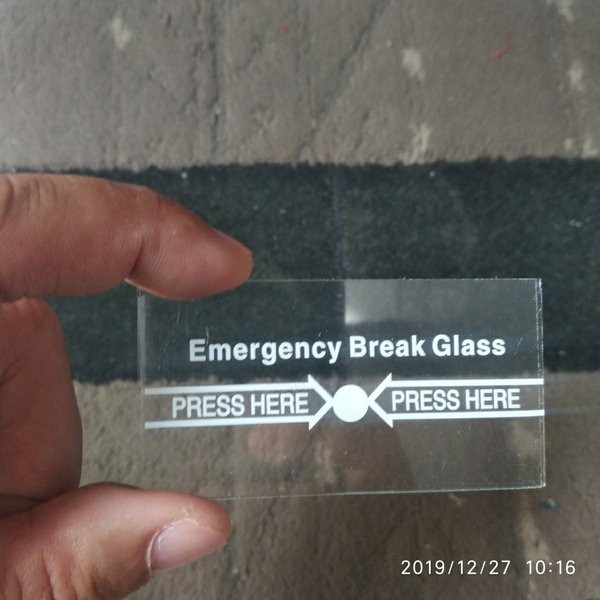 Emergency Break Glass
PRESS HERE PRESS HERE
2019/12/27 10:16